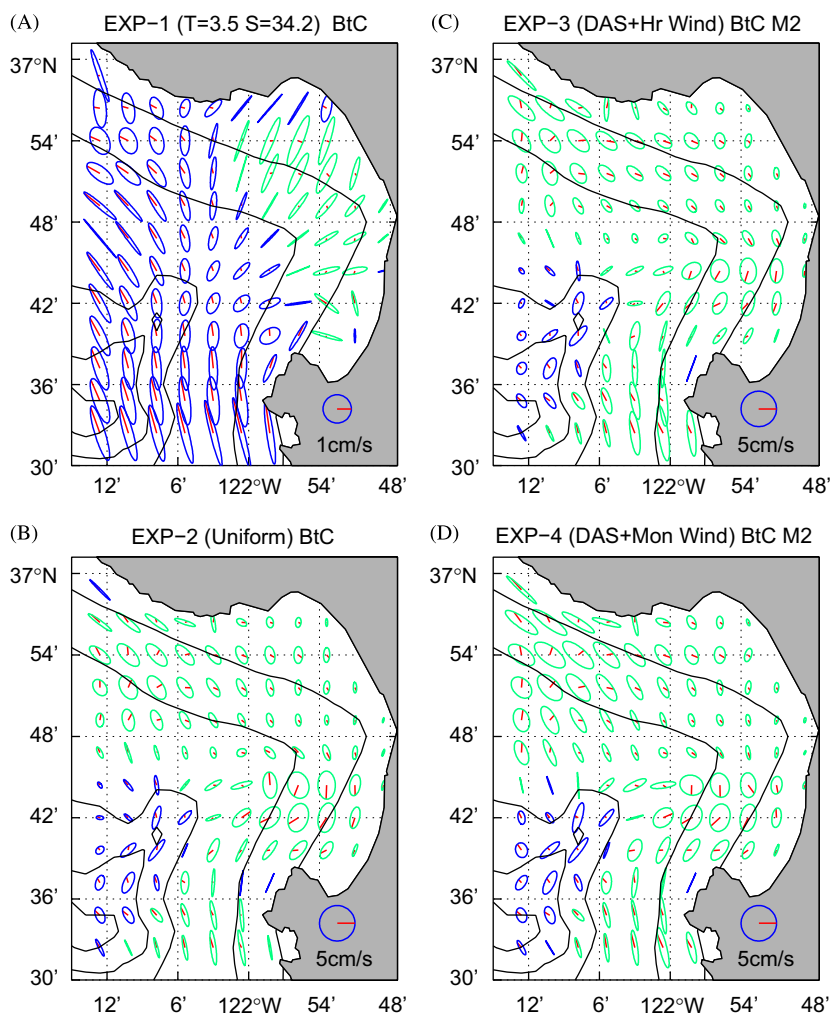 (A)
EXP−1 (T=3.5 S=34.2) BtC
37°N
54’
48’
42’
36’
30’
1cm/s
12’ 6’ 122°W 54’ 48’
(C)
EXP−3 (DAS+Hr Wind) BtC M2
37°N
54’
48’
42’
36’
30’
5cm/s
12’ 6’ 122°W 54’ 48’
(B)
EXP−2 (Uniform) BtC
37°N
54’
48’
42’
36’
30’
5cm/s
12’ 6’ 122°W 54’ 48’
(D)
EXP−4 (DAS+Mon Wind) BtC M2
37°N
54’
48’
42’
36’
30’
5cm/s
12’ 6’ 122°W 54’ 48’